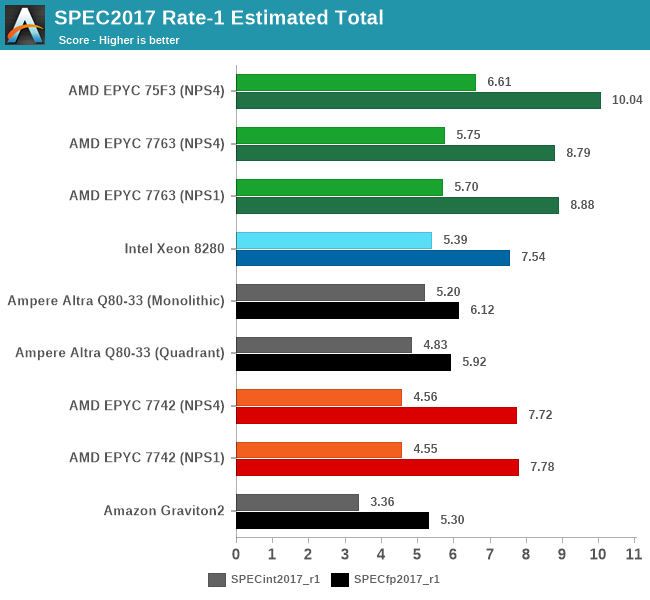 SPEC2017 Rate-1 Estimated Total
Score - Higher is better
AMD EPYC 75F3 (NPS4)
6.61
10.04
AMD EPYC 7763 (NPS4)
5.75
8.79
AMD EPYC 7763 (NPS1)
5.70
8.88
Intel Xeon 8280
5.39
7.54
Ampere Altra Q80-33 (Monolithic)
5.20
6.12
Ampere Altra Q80-33 (Quadrant)
4.83
5.92
AMD EPYC 7742 (NPS4)
4.56
7.72
AMD EPYC 7742 (NPS1)
4.55
7.78
Amazon Graviton2
3.36
5.30
0 1 2 3 4 5 6 7 8 9 10 11
SPECint2017_r1 SPECfp2017_r1